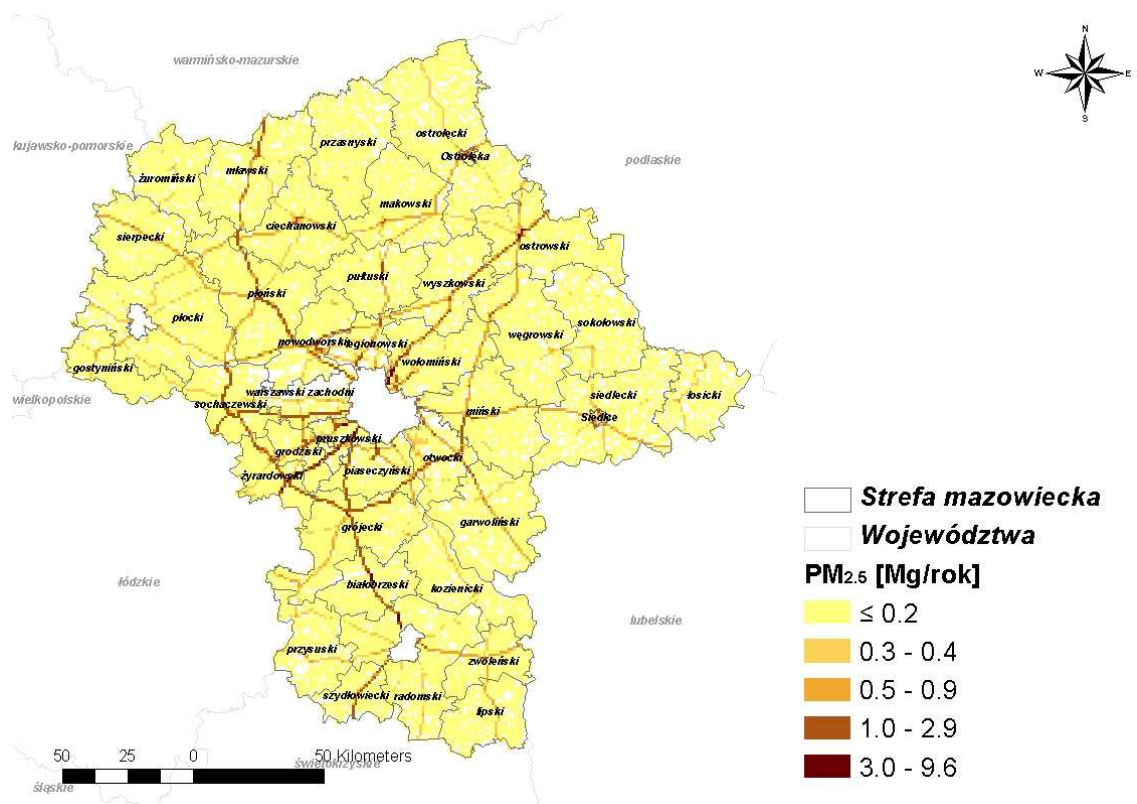 N
warmińsko-mazurskie
W E
S
ostrołęcki
przasnyski
kujawsko-pomorskie
Ostrołęka
podlaskie
mławski
żuromiński
makowski
ciechanowski
sierpecki
ostrowski
pułtuski
wyszkowski
płoński
płocki
sokołowski
węgrowski
nowodworski
legionowski
wołomiński
gostyniński
warszawski zachodni
siedlecki
łosicki
wielkopolskie
sochaczewski
miński
Siedlce
pruszkowski
grodziski
otwocki
piaseczyński
żyrardowski
Strefa mazowiecka
garwoliński
grójecki
Województwa
PM2.5 [Mg/rok]
łódzkie
białobrzeski
kozienicki
≤ 0.2
lubelskie
0.3 - 0.4
przysuski
zwoleński
0.5 - 0.9
szydłowiecki
radomski
lipski
1.0 - 2.9
50 25 0 50 Kilometers
świętokrzyskie
3.0 - 9.6
śląskie